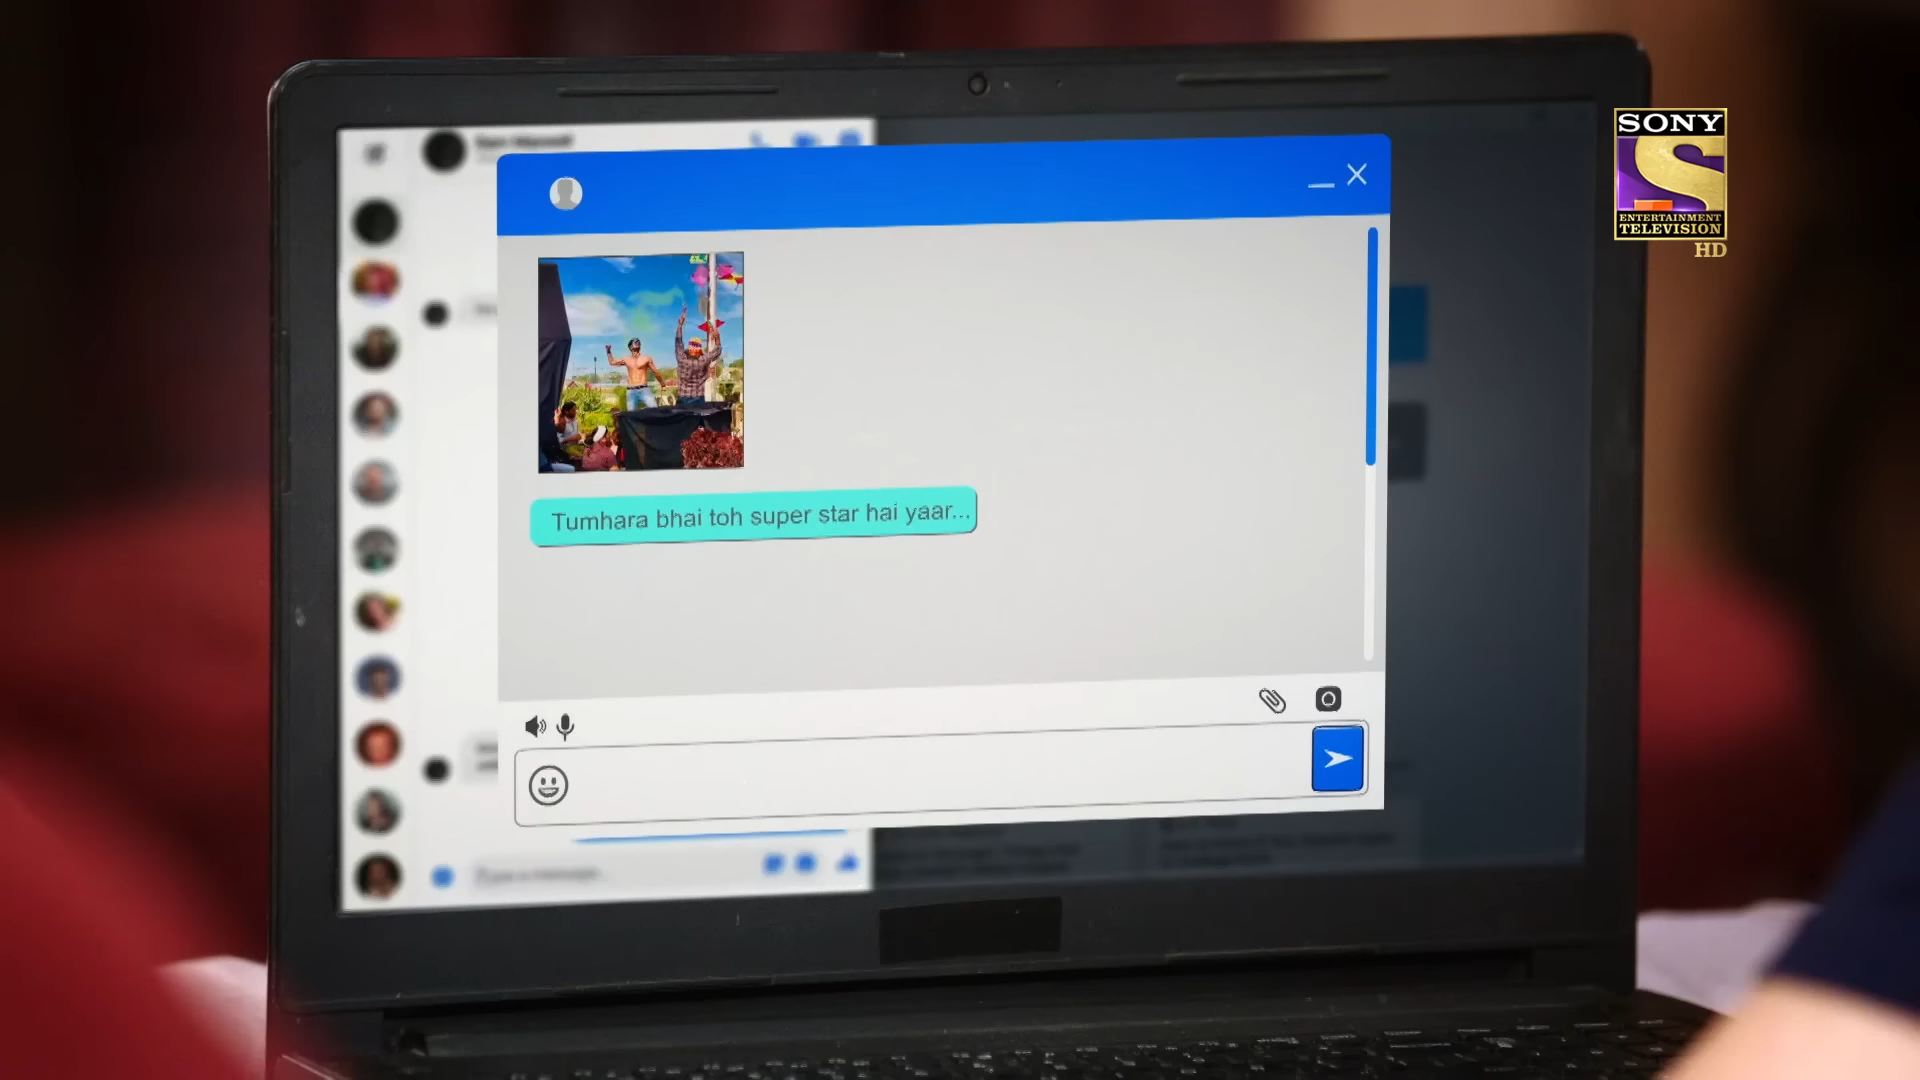 SONY
ENTERTAINMENT
TELEVISION
HD
Tumhara bhai toh super star hai yaar...